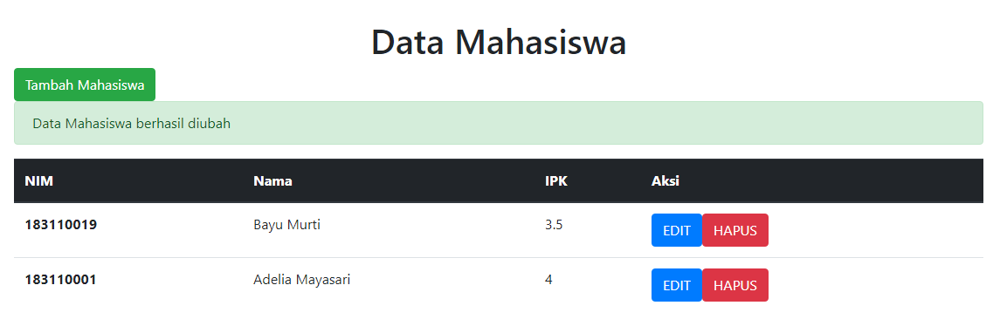 Data Mahasiswa
Tambah Mahasiswa
Data Mahasiswa berhasil diubah
NIM Nama IPK Aksi
183110019 Bayu Murti 3.5 EDIT HAPUS
183110001 Adelia Mayasari 4 EDIT HAPUS